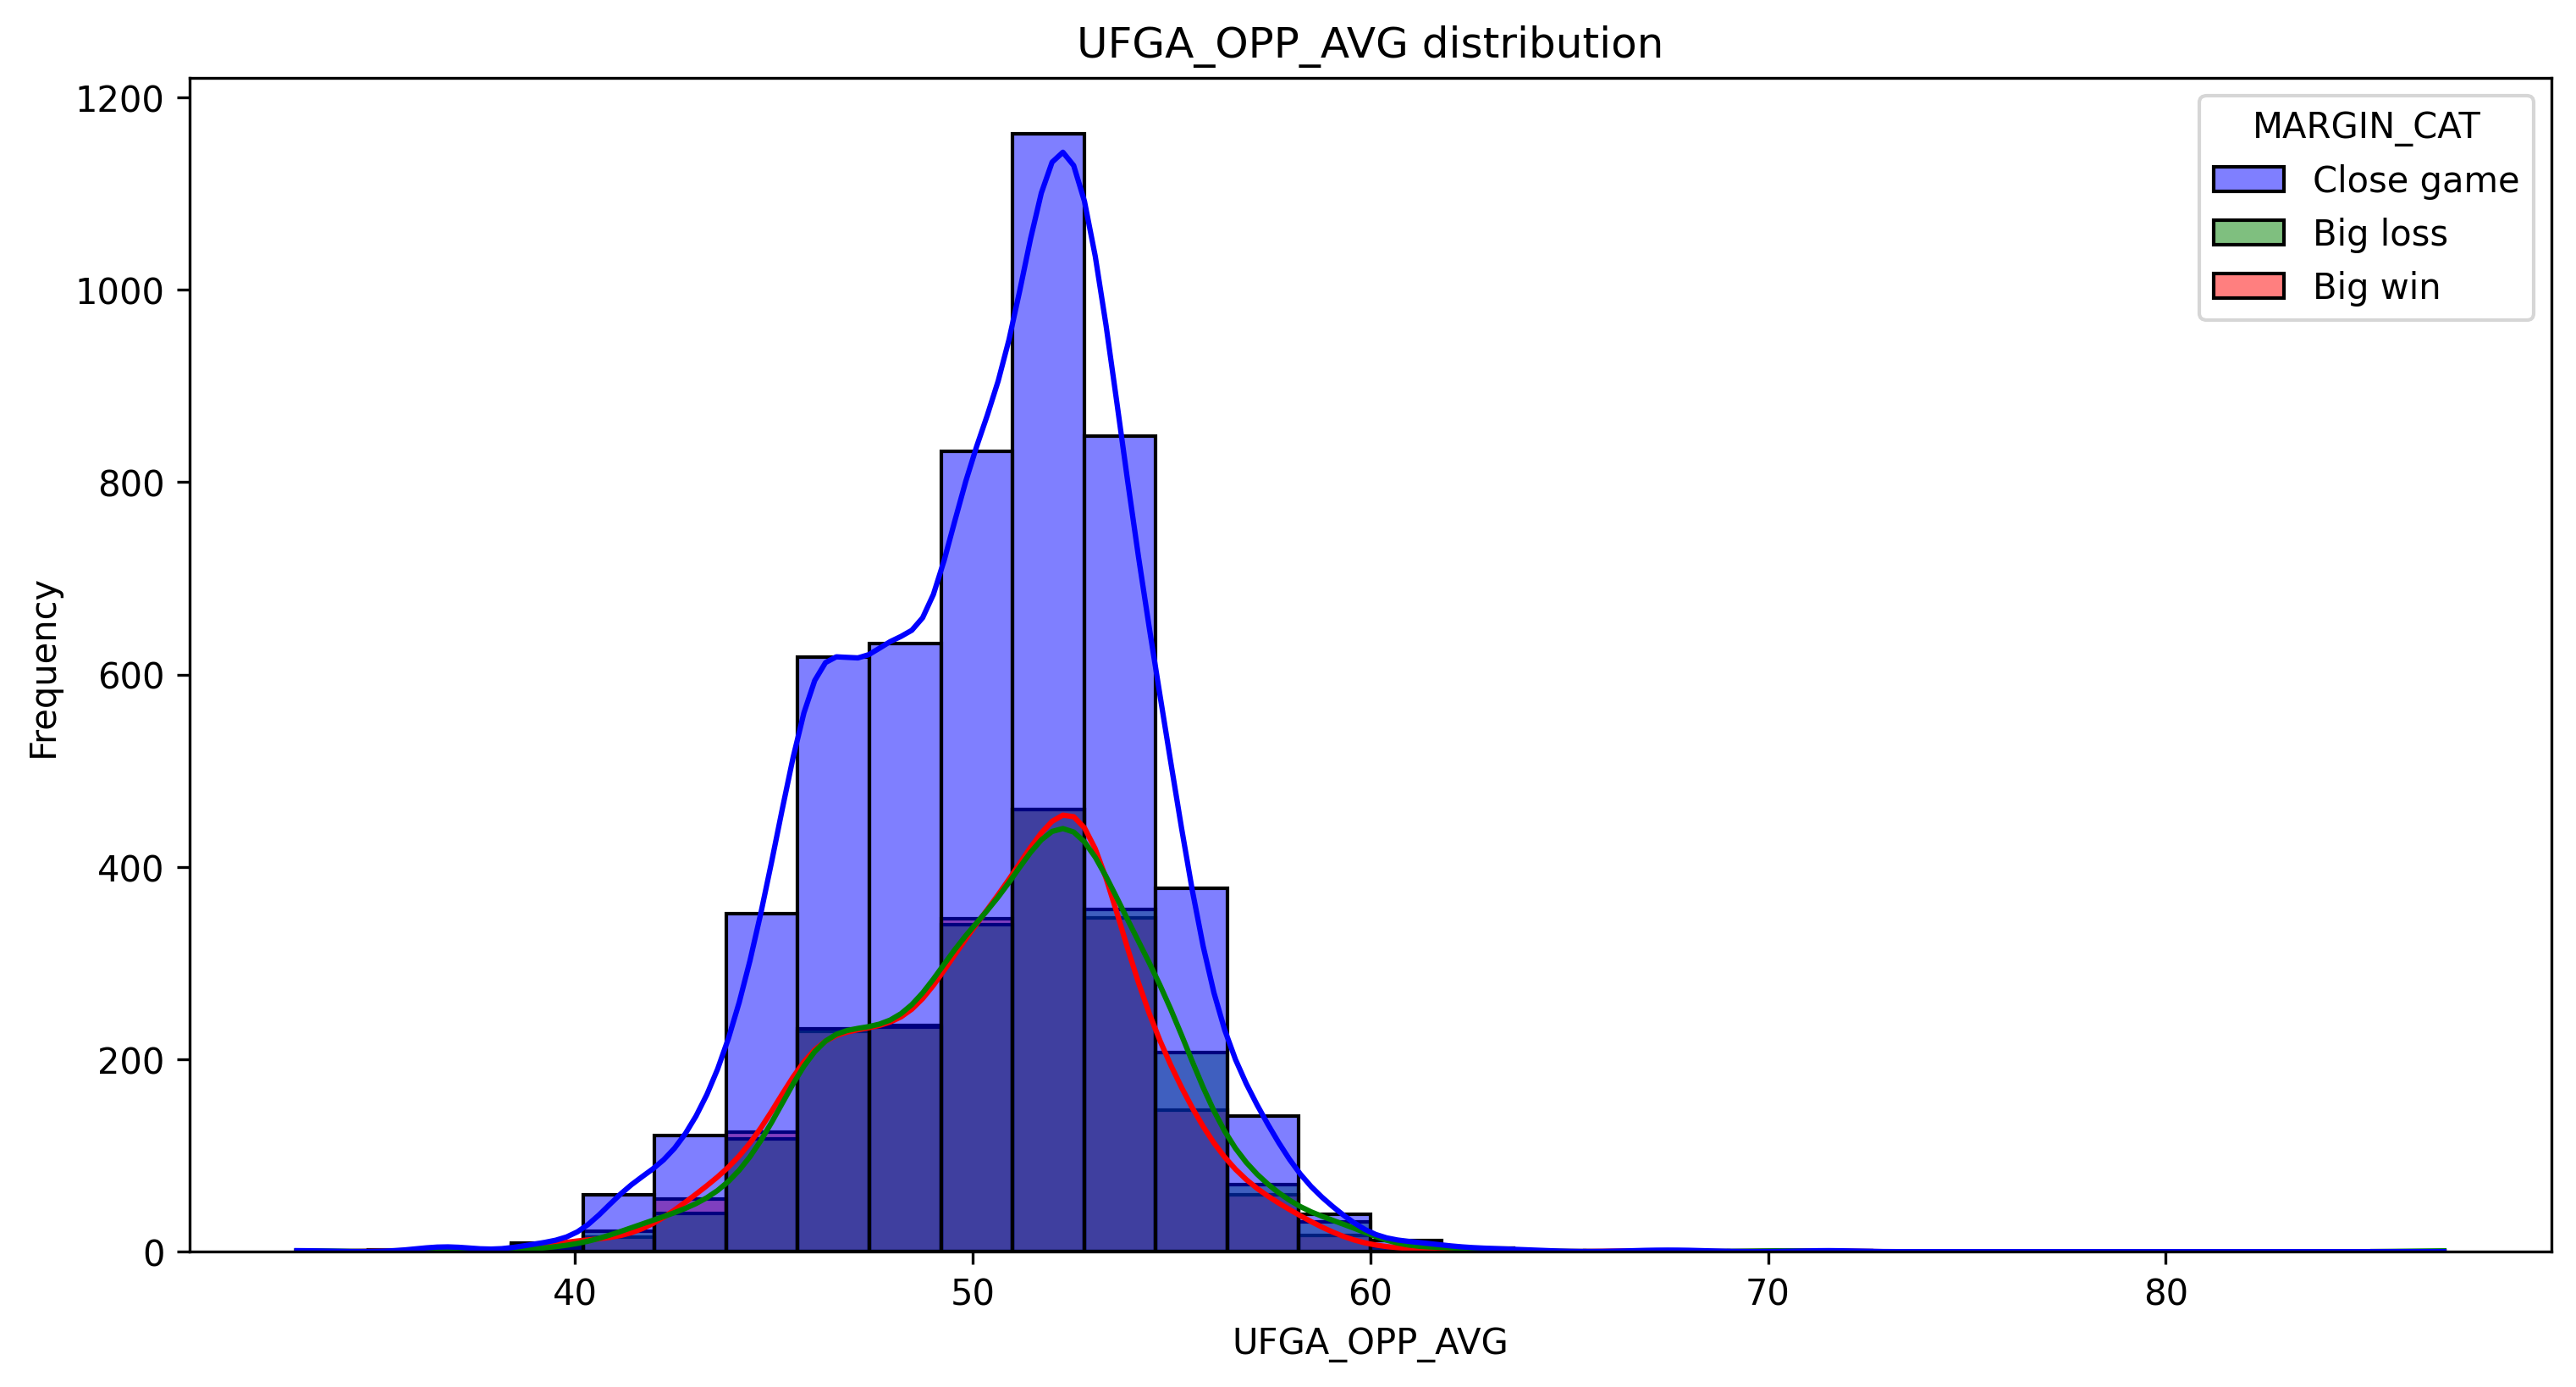 UFGA_OPP_AVG distribution
1200
1000
800
600
400
200
0
Frequency
MARGIN_CAT
Close game
Big loss
Big win
40 50 60 70 80
UFGA_OPP_AVG